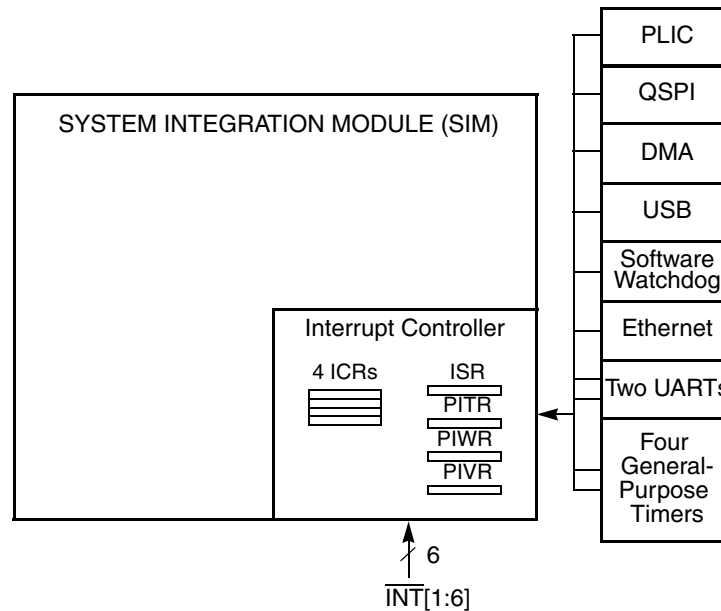 SYSTEM INTEGRATION MODULE (SIM)
Interrupt Controller
4 ICRs
ISR
PITR
PIWR
PIVR
6
INT[1:6]
PLIC
QSPI
DMA
USB
Software
Watchdog
Ethernet
Two UARTs
Four
General-
Purpose
Timers